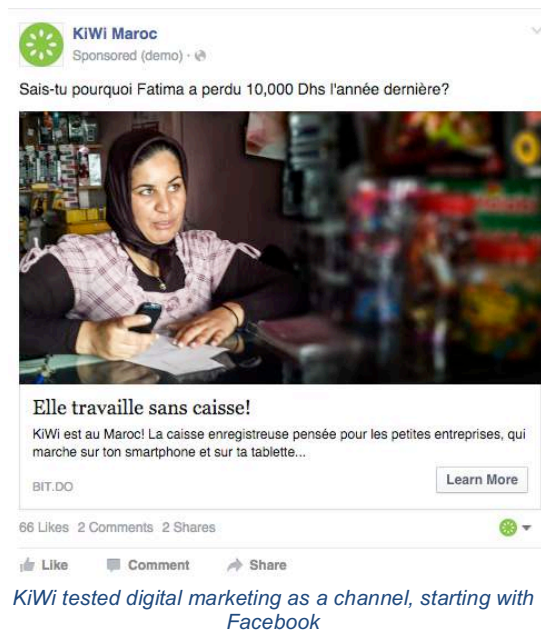 KiWi Maroc
Sponsored (demo) ·
Sais-tu pourquoi Fatima a perdu 10,000 Dhs l'année dernière?
Elle travaille sans caisse!
KiWi est au Maroc! La caisse enregistreuse pensée pour les petites entreprises, qui
marche sur ton smartphone et sur ta tablette...
BIT.DO
Learn More
66 Likes 2 Comments 2 Shares
Like Comment Share
KiWi tested digital marketing as a channel, starting with
Facebook